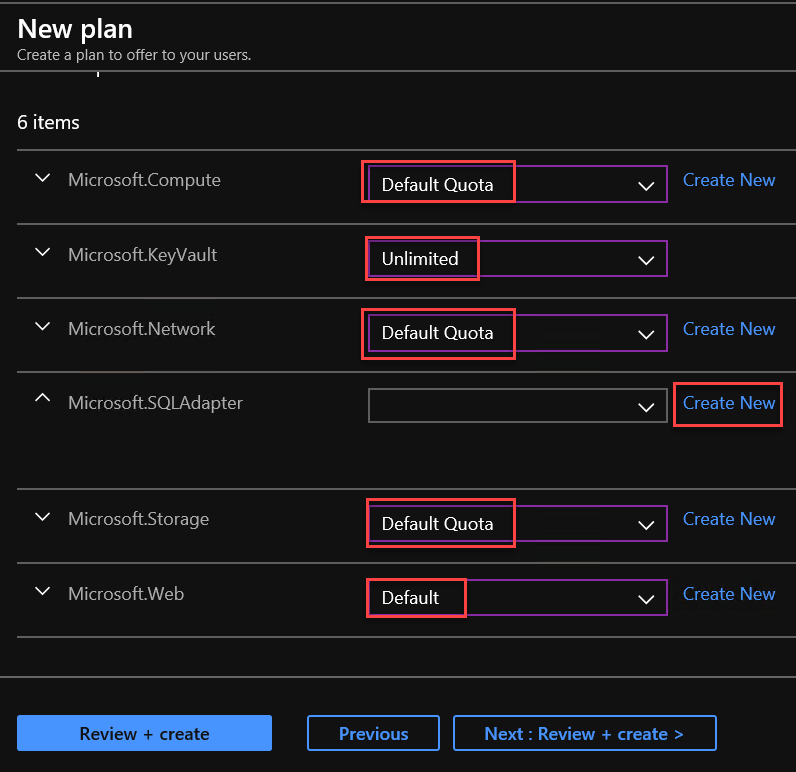 New plan
Create a plan to offer to your users.
6 items
Microsoft.Compute Default Quota Create New
Microsoft.KeyVault Unlimited
Microsoft.Network Default Quota Create New
Microsoft.SQLAdapter Create New
Microsoft.Storage Default Quota Create New
Microsoft.Web Default Create New
Review + create Previous Next : Review + create >